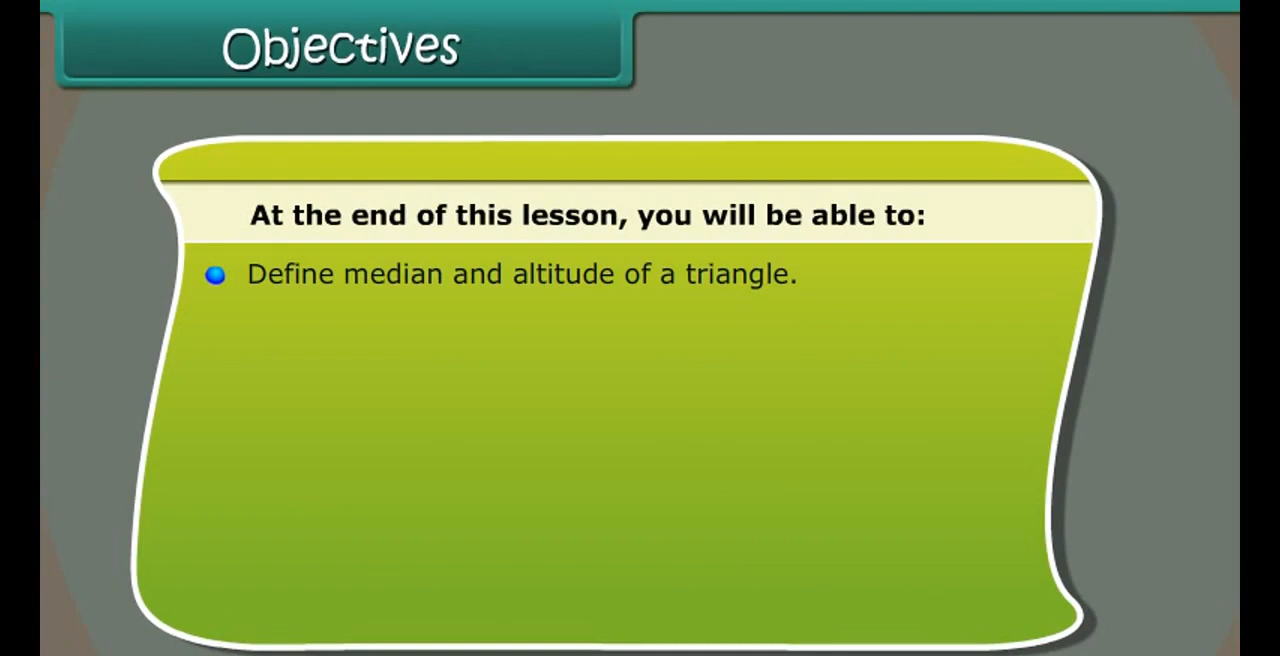 Objectives
At the end of this lesson, you will be able to:
Define median and altitude of a triangle.